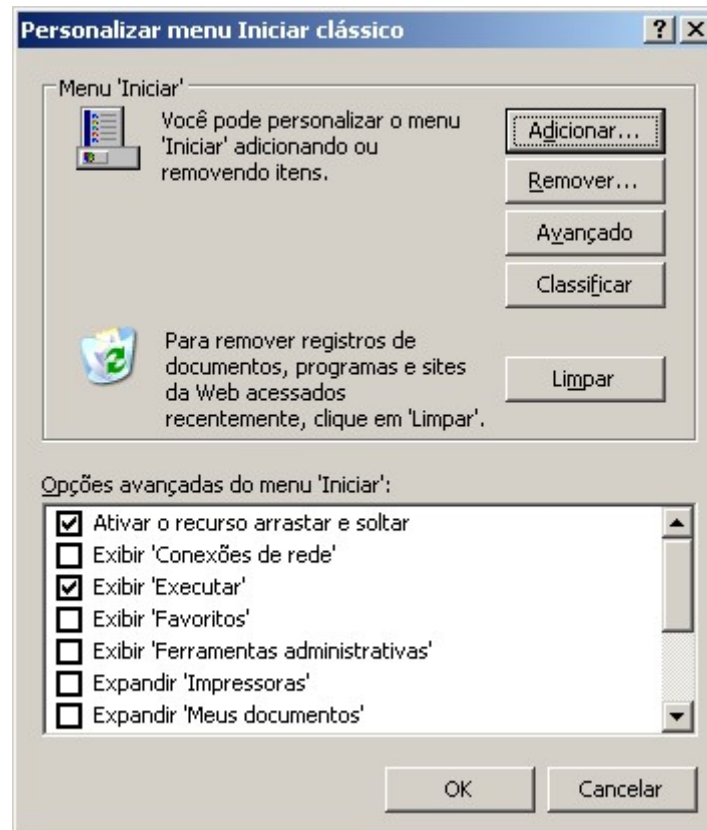 Personalizar menu Iniciar clássico
Menu 'Iniciar'
Você pode personalizar o menu
'Iniciar' adicionando ou
removendo itens.
Adicionar...
Remover...
Avançado
Classificar
Para remover registros de
documentos, programas e sites
da Web acessados
recentemente, clique em 'Limpar'.
Limpar
Opções avançadas do menu 'Iniciar':
Ativar o recurso arrastar e soltar
Exibir 'Conexões de rede'
Exibir 'Executar'
Exibir 'Favoritos'
Exibir 'Ferramentas administrativas'
Expandir 'Impressoras'
Expandir 'Meus documentos'
OK
Cancelar